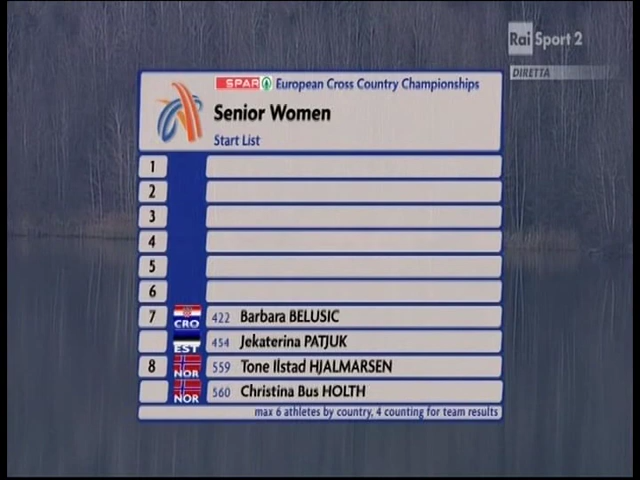 Rai Sport 2
DIRETTA
SPAR European Cross Country Championships
Senior Women
Start List
1
2
3
4
5
6
7 CRO 422 Barbara BELUSIC
EST 454 Jekaterina PATJUK
8 NOR 559 Tone Ilstad HJALMARSEN
NOR 560 Christina Bus HOLTH
max 6 athletes by country, 4 counting for team results